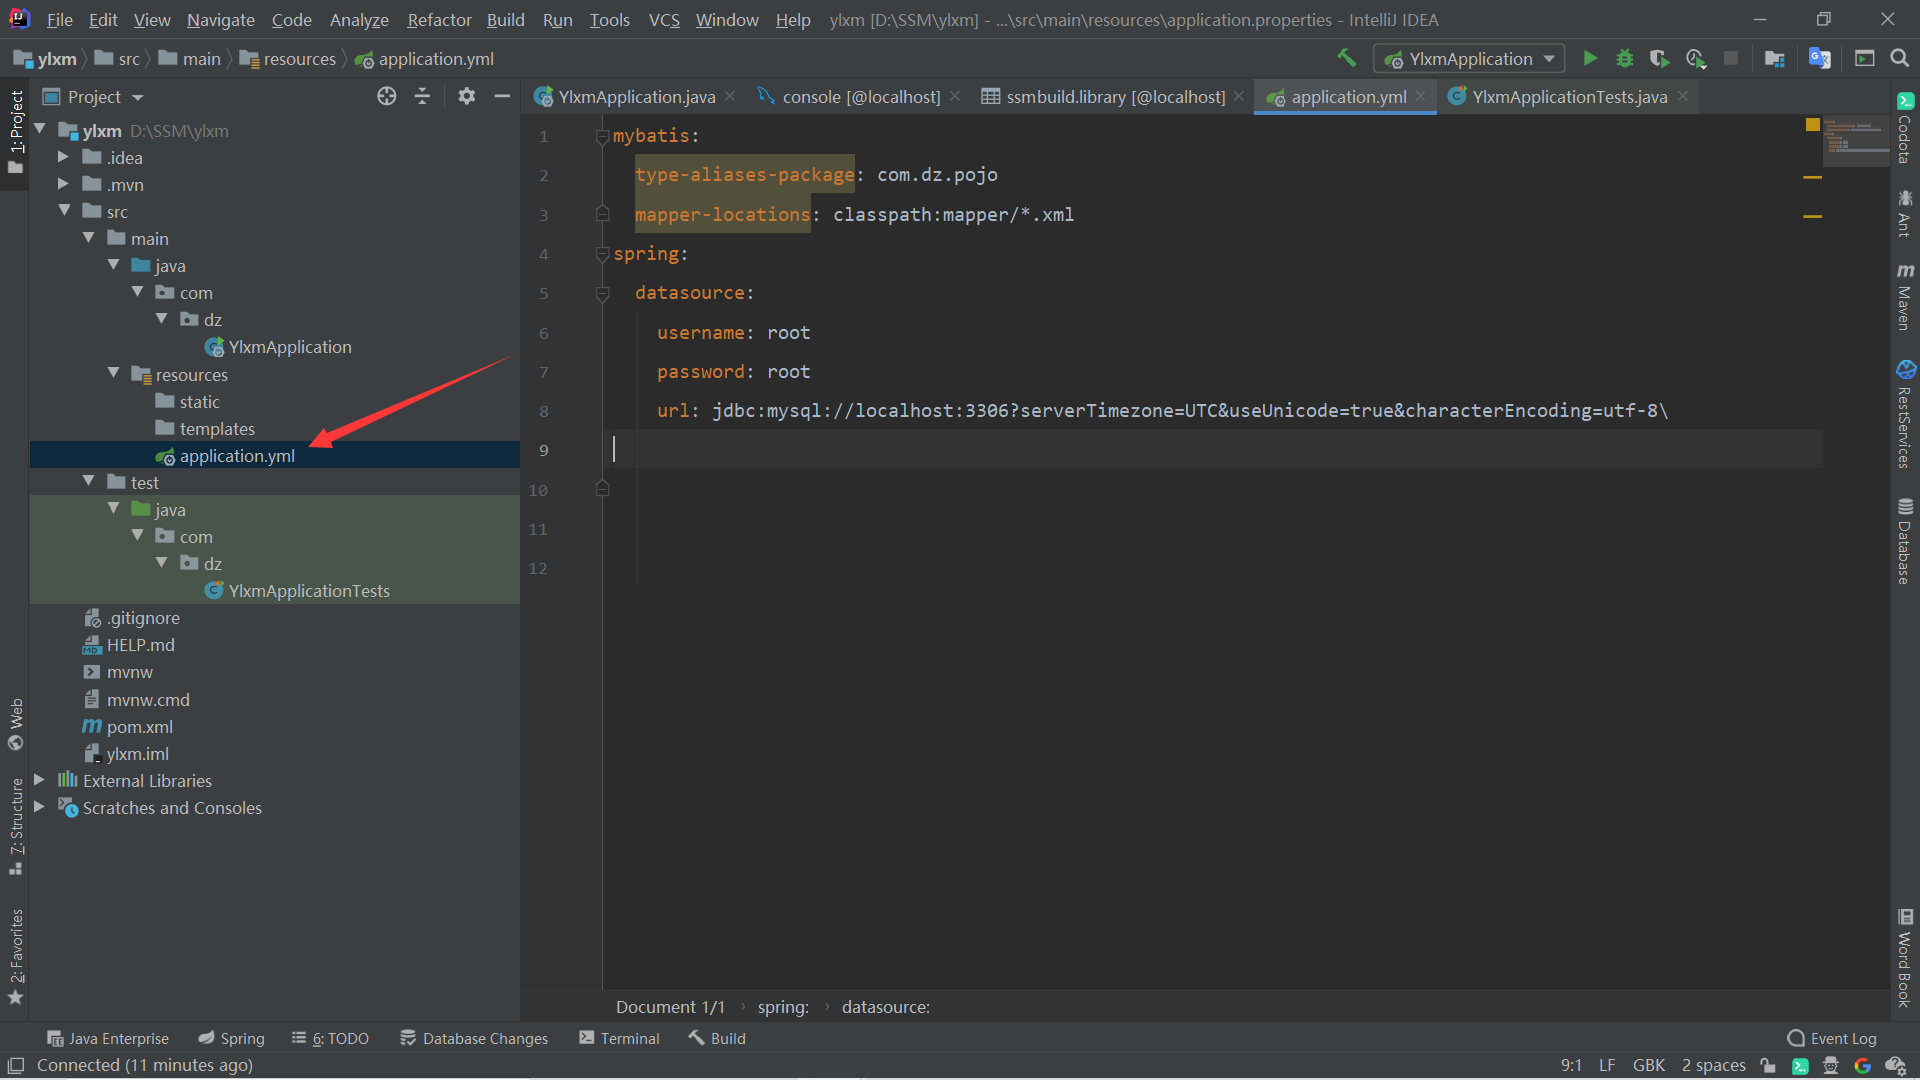 File Edit View Navigate Code Analyze Refactor Build Run Tools VCS Window Help ylxm [D:\SSM\ylxm] - ...\src\main\resources\application.properties - IntelliJ IDEA
ylxm src main resources application.yml YlxmApplication
Project
YlxmApplication.java console [@localhost] ssmbuild.library [@localhost] application.yml YlxmApplicationTests.java
ylxm D:\SSM\ylxm
.idea
.mvn
src
main
java
com
dz
YlxmApplication
resources
static
templates
application.yml
test
java
com
dz
YlxmApplicationTests
.gitignore
HELP.md
mvnw
mvnw.cmd
pom.xml
ylxm.iml
External Libraries
Scratches and Consoles
1 mybatis:
2 type-aliases-package: com.dz.pojo
3 mapper-locations: classpath:mapper/*.xml
4 spring:
5 datasource:
6 username: root
7 password: root
8 url: jdbc:mysql://localhost:3306?serverTimezone=UTC&useUnicode=true&characterEncoding=utf-8\
9
10
11
12
Document 1/1 › spring: › datasource:
1: Project
Web
7: Structure
2: Favorites
Codota
Ant
Maven
RestServices
Database
Word Book
Java Enterprise Spring 6: TODO Database Changes Terminal Build Event Log
Connected (11 minutes ago) 9:1 LF GBK 2 spaces